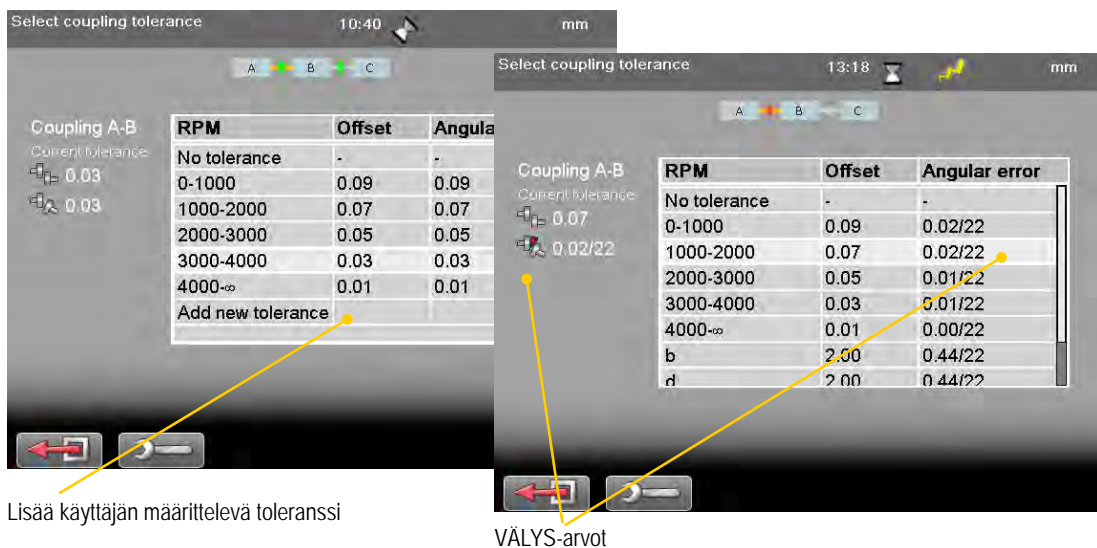 Select coupling tolerance 10:40 mm
A B C
Coupling A-B
Current tolerance
0.03
0.03
RPM Offset Angula
No tolerance - -
0-1000 0.09 0.09
1000-2000 0.07 0.07
2000-3000 0.05 0.05
3000-4000 0.03 0.03
4000-∞ 0.01 0.01
Add new tolerance
Lisää käyttäjän määrittelevä toleranssi
Select coupling tolerance 13:18 mm
A B C
Coupling A-B
Current tolerance
0.07
0.02/22
RPM Offset Angular error
No tolerance - -
0-1000 0.09 0.02/22
1000-2000 0.07 0.02/22
2000-3000 0.05 0.01/22
3000-4000 0.03 0.01/22
4000-∞ 0.01 0.00/22
b 2.00 0.44/22
d 2.00 0.44/22
VÄLYS-arvot